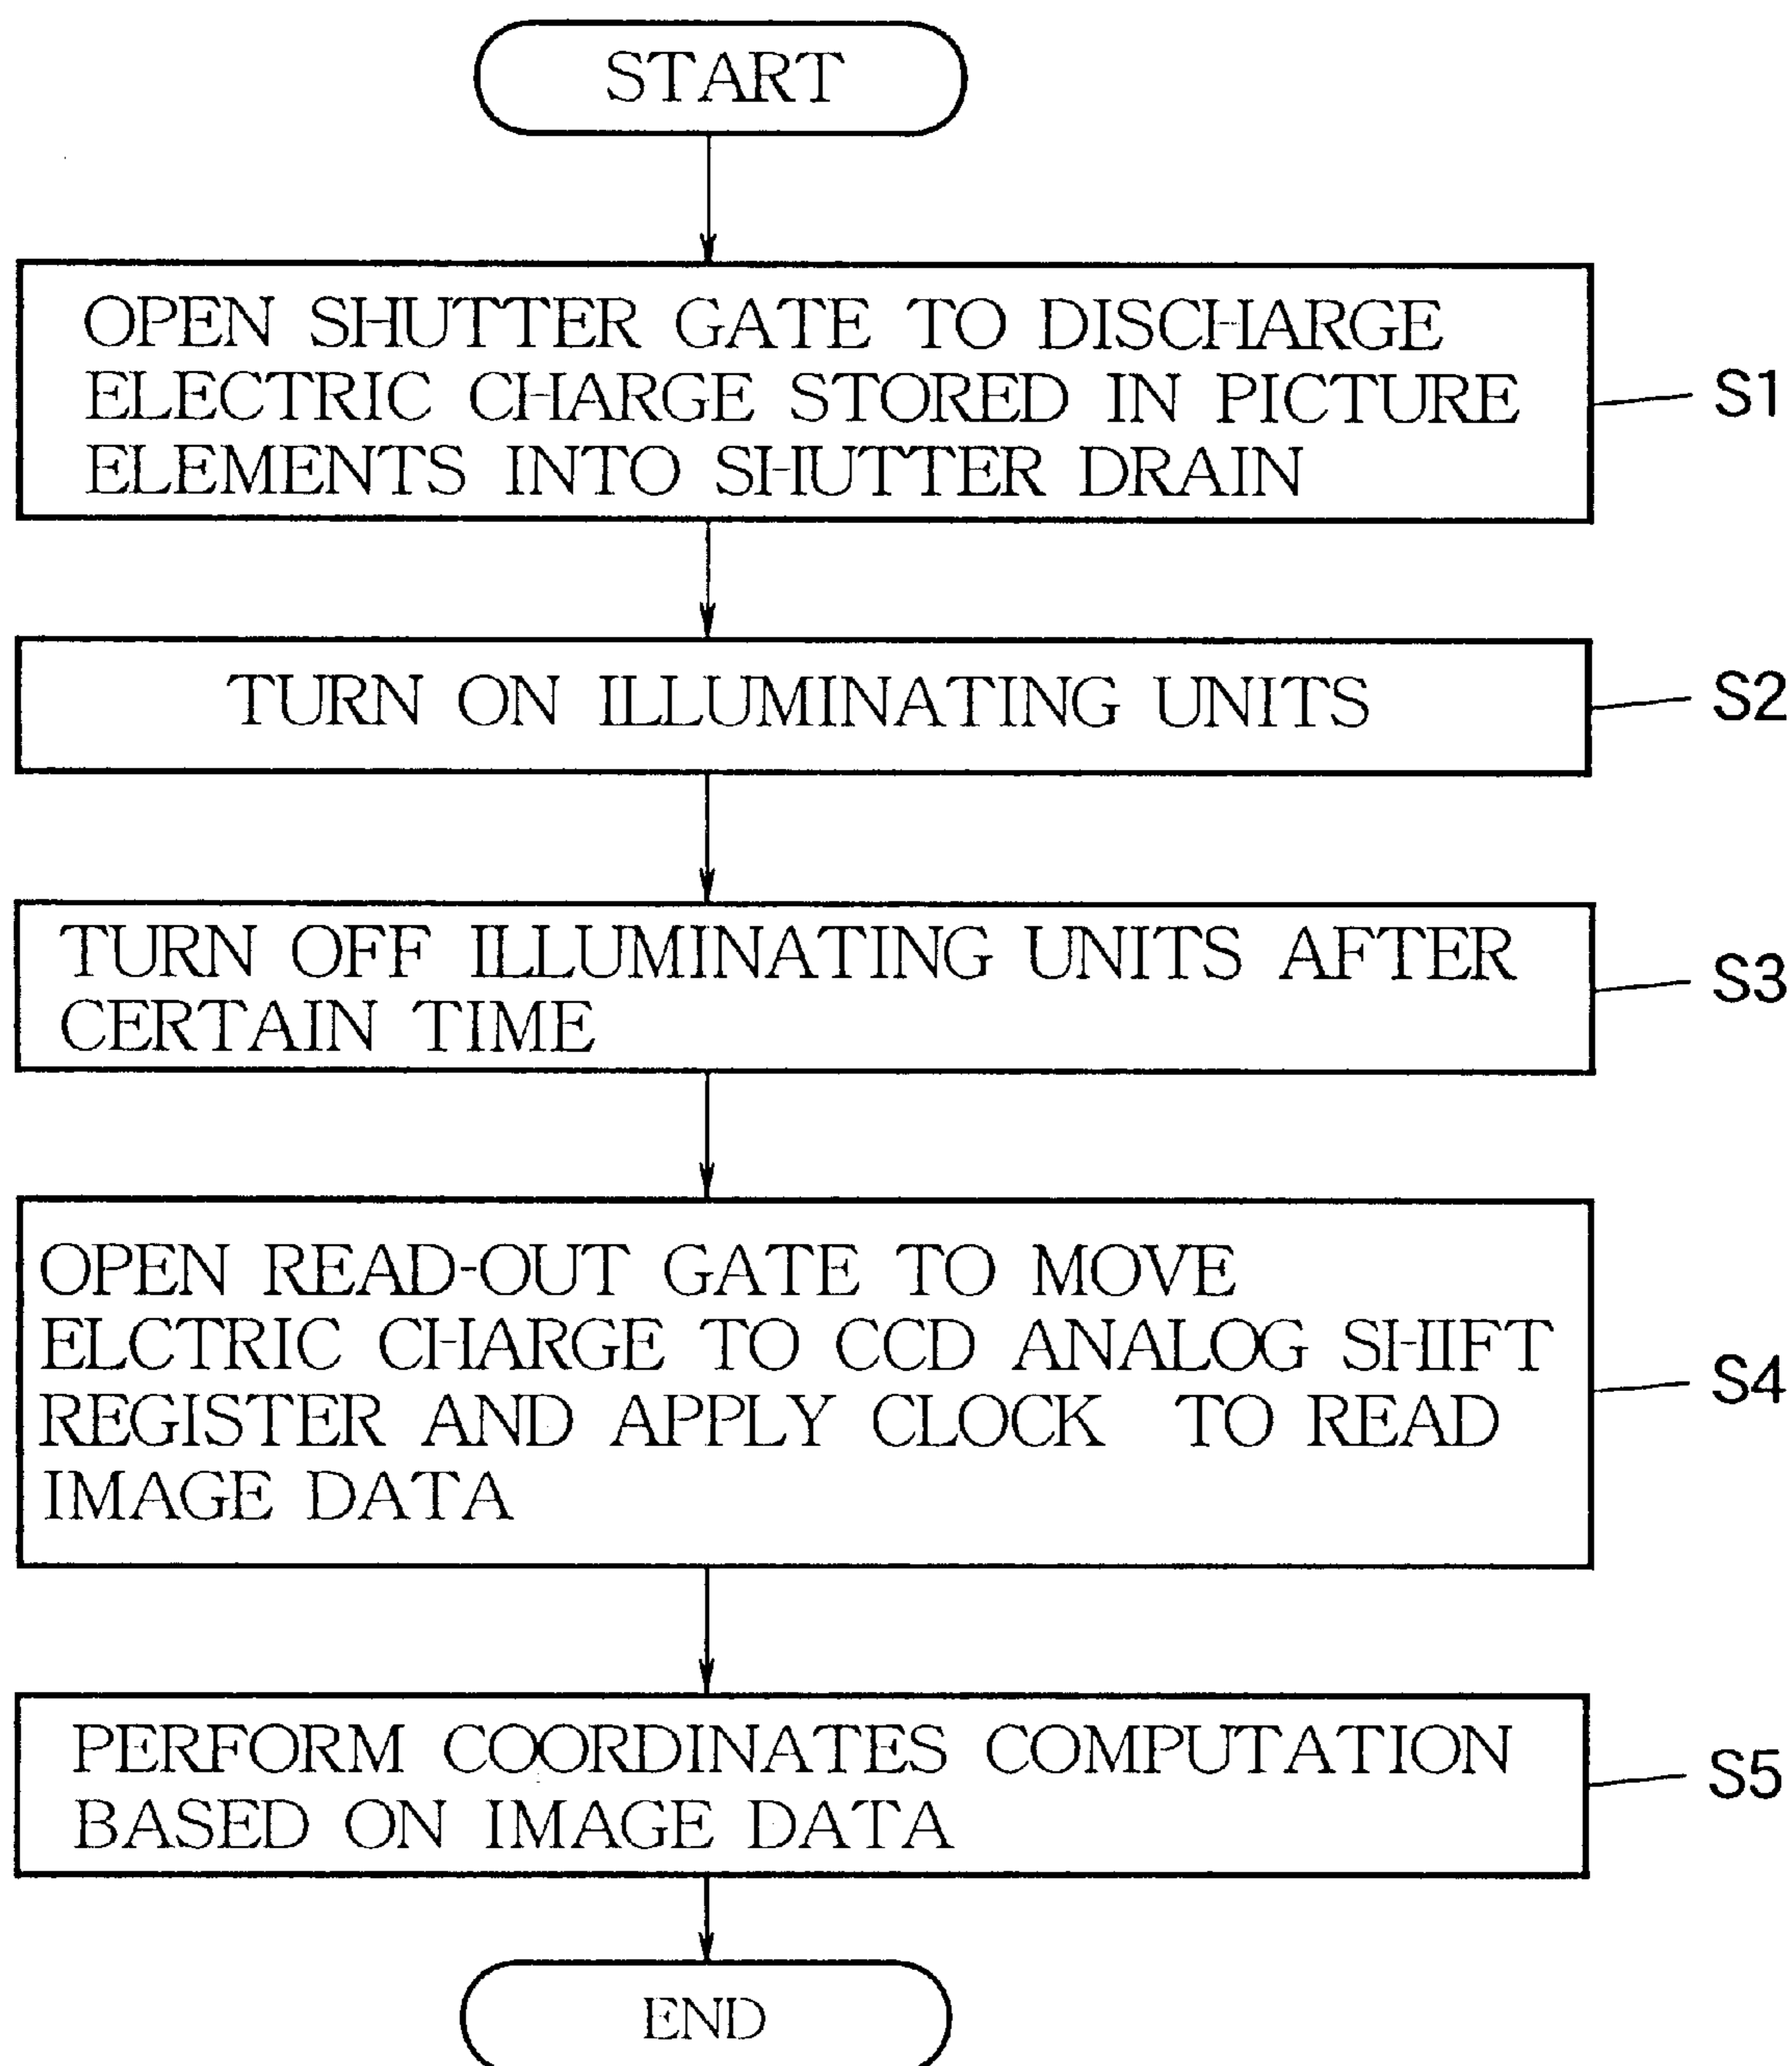 START
OPEN SHUTTER GATE TO DISCHARGE
ELECTRIC CHARGE STORED IN PICTURE
ELEMENTS INTO SHUTTER DRAIN
S1
TURN ON ILLUMINATING UNITS
S2
TURN OFF ILLUMINATING UNITS AFTER
CERTAIN TIME
S3
OPEN READ-OUT GATE TO MOVE
ELCTRIC CHARGE TO CCD ANALOG SHIFT
REGISTER AND APPLY CLOCK TO READ
IMAGE DATA
S4
PERFORM COORDINATES COMPUTATION
BASED ON IMAGE DATA
S5
END